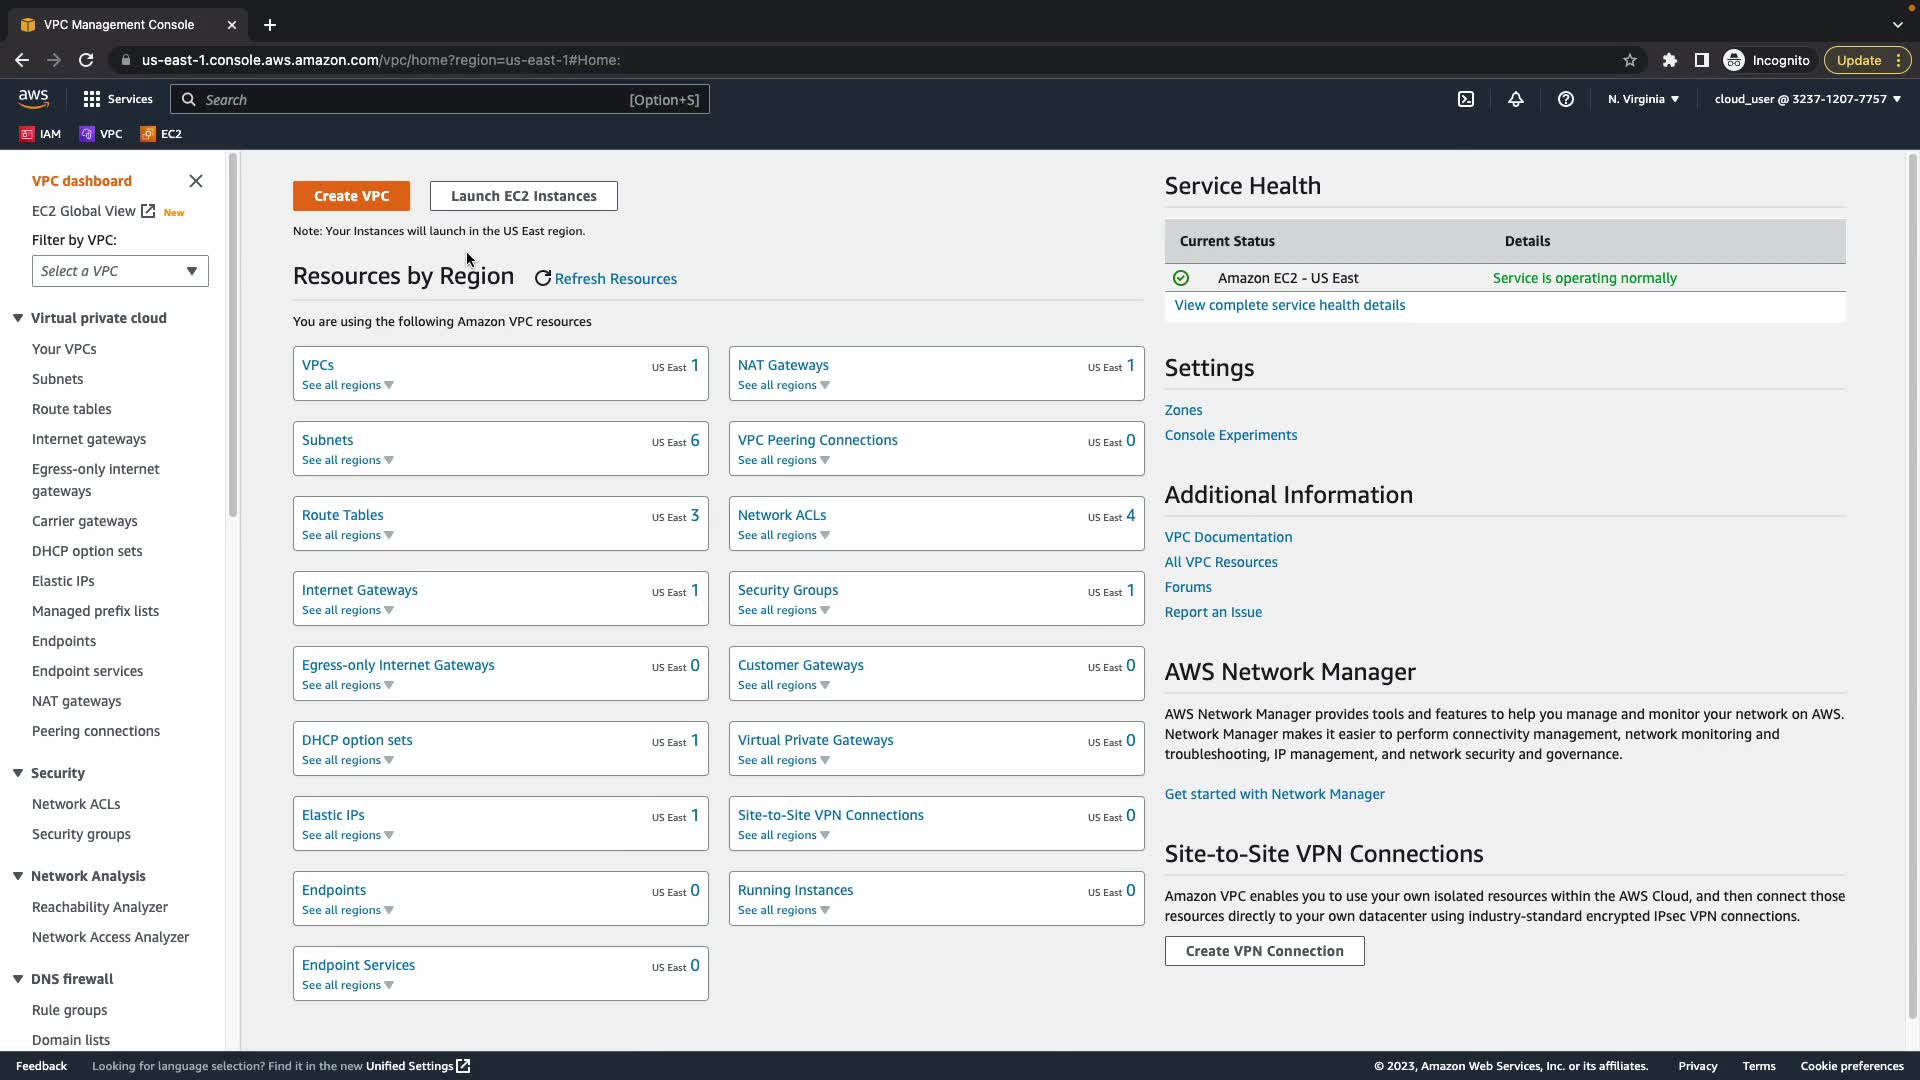 VPC Management Console
us-east-1.console.aws.amazon.com/vpc/home?region=us-east-1#Home:
Incognito
Update
aws
Services
Search
[Option+S]
N. Virginia
cloud_user @ 3237-1207-7757
IAM
VPC
EC2
VPC dashboard
EC2 Global View
New
Filter by VPC:
Select a VPC
Virtual private cloud
Your VPCs
Subnets
Route tables
Internet gateways
Egress-only internet
gateways
Carrier gateways
DHCP option sets
Elastic IPs
Managed prefix lists
Endpoints
Endpoint services
NAT gateways
Peering connections
Security
Network ACLs
Security groups
Network Analysis
Reachability Analyzer
Network Access Analyzer
DNS firewall
Rule groups
Domain lists
Create VPC
Launch EC2 Instances
Note: Your Instances will launch in the US East region.
Resources by Region
Refresh Resources
You are using the following Amazon VPC resources
VPCs
US East 1
See all regions
NAT Gateways
US East 1
See all regions
Subnets
US East 6
See all regions
VPC Peering Connections
US East 0
See all regions
Route Tables
US East 3
See all regions
Network ACLs
US East 4
See all regions
Internet Gateways
US East 1
See all regions
Security Groups
US East 1
See all regions
Egress-only Internet Gateways
US East 0
See all regions
Customer Gateways
US East 0
See all regions
DHCP option sets
US East 1
See all regions
Virtual Private Gateways
US East 0
See all regions
Elastic IPs
US East 1
See all regions
Site-to-Site VPN Connections
US East 0
See all regions
Endpoints
US East 0
See all regions
Running Instances
US East 0
See all regions
Endpoint Services
US East 0
See all regions
Service Health
Current Status
Details
Amazon EC2 - US East
Service is operating normally
View complete service health details
Settings
Zones
Console Experiments
Additional Information
VPC Documentation
All VPC Resources
Forums
Report an Issue
AWS Network Manager
AWS Network Manager provides tools and features to help you manage and monitor your network on AWS.
Network Manager makes it easier to perform connectivity management, network monitoring and
troubleshooting, IP management, and network security and governance.
Get started with Network Manager
Site-to-Site VPN Connections
Amazon VPC enables you to use your own isolated resources within the AWS Cloud, and then connect those
resources directly to your own datacenter using industry-standard encrypted IPsec VPN connections.
Create VPN Connection
Feedback
Looking for language selection? Find it in the new Unified Settings
© 2023, Amazon Web Services, Inc. or its affiliates.
Privacy
Terms
Cookie preferences